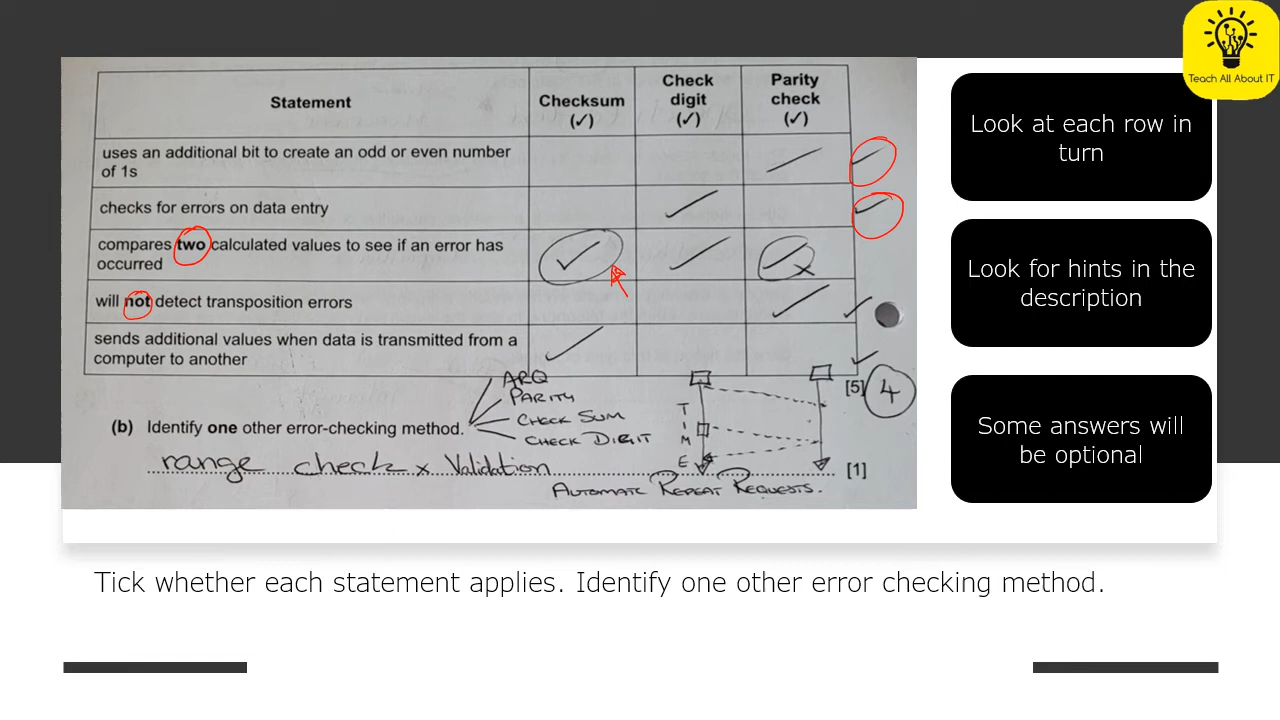 Teach All About IT
Statement
Checksum
(✓)
Check
digit
(✓)
Parity
check
(✓)
uses an additional bit to create an odd or even number
of 1s
checks for errors on data entry
compares two calculated values to see if an error has
occurred
will not detect transposition errors
sends additional values when data is transmitted from a
computer to another
[5]
4
ARQ
PARITY
CHECK SUM
CHECK DIGIT
(b) Identify one other error-checking method.
TIME
range check x Validation
[1]
AUTOMATIC REPEAT REQUESTS.
Look at each row in
turn
Look for hints in the
description
Some answers will
be optional
Tick whether each statement applies. Identify one other error checking method.